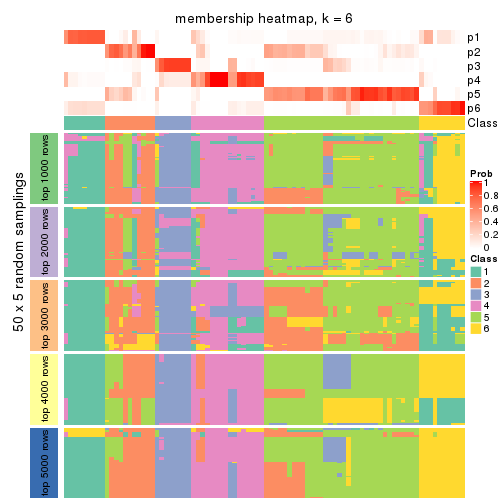 membership heatmap, k = 6
p1
p2
p3
p4
p5
p6
Class
50 x 5 random samplings
top 1000 rows
top 2000 rows
top 3000 rows
top 4000 rows
top 5000 rows
Prob
1
0.8
0.6
0.4
0.2
0
Class
1
2
3
4
5
6